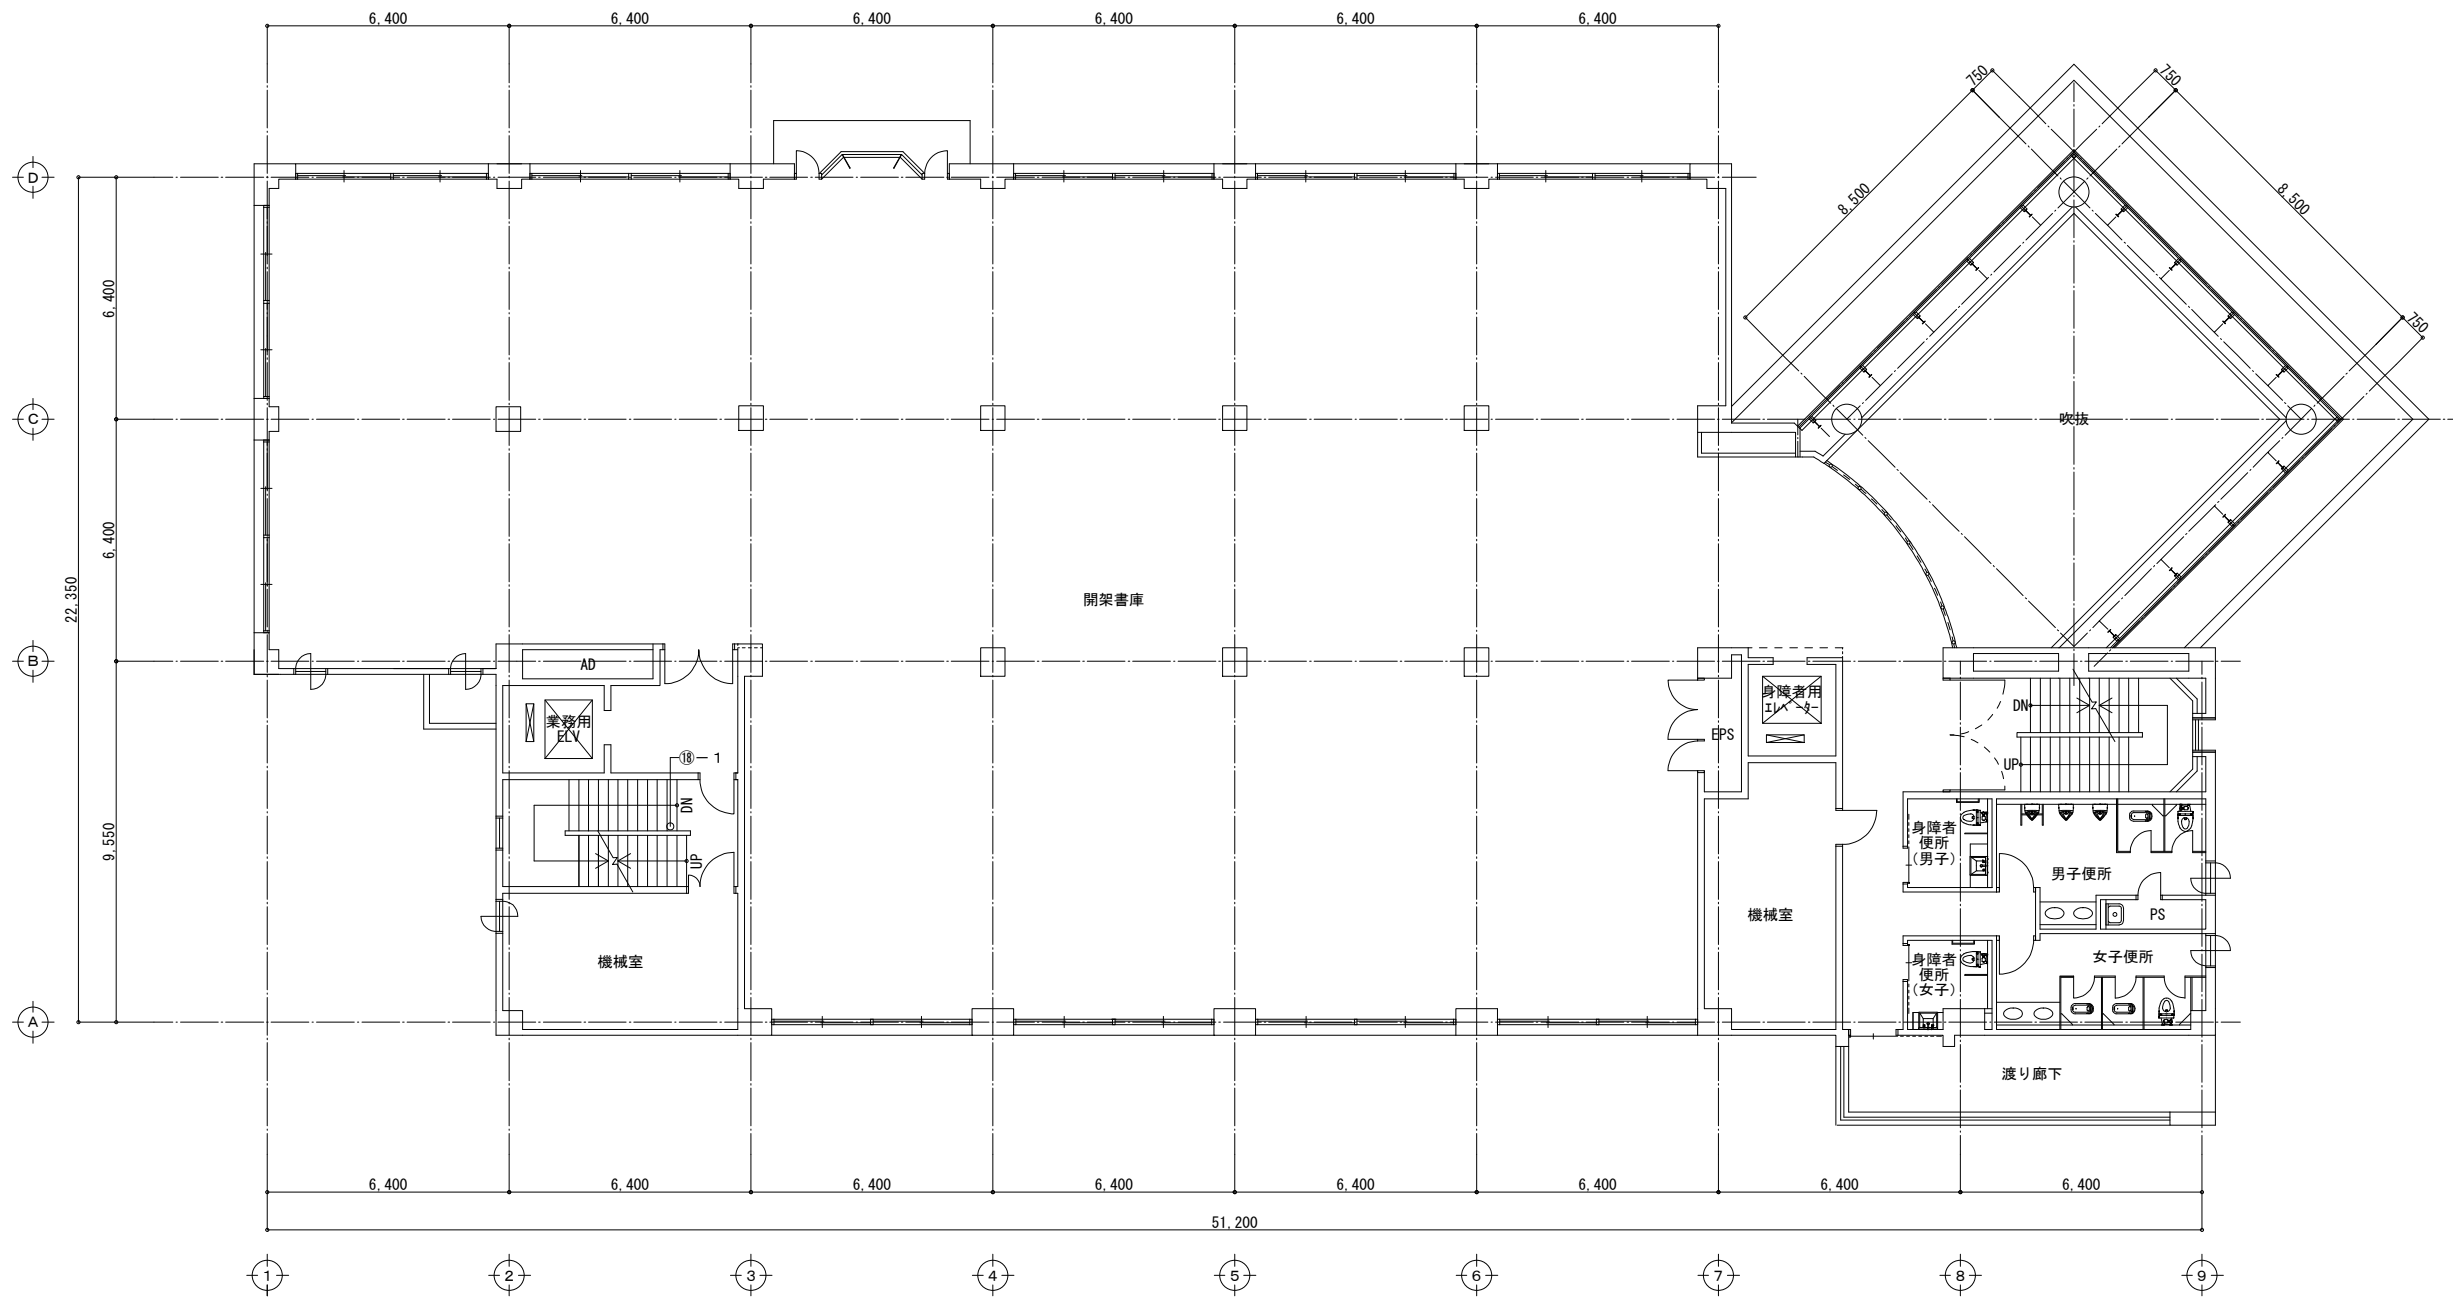 6,400 6,400 6,400 6,400 6,400 6,400
750 750
D
8,500 8,500
6,400
750
C
吹抜
6,400
22,350
開架書庫
B
AD
業務用
ELV
身障者用
ｴﾚﾍﾞｰﾀｰ
EPS
DN
Z
UP
⑱－1
DN
Z
UP
9,550
身障者
便所
(男子)
男子便所
機械室
PS
機械室
身障者
便所
(女子)
女子便所
A
渡り廊下
6,400 6,400 6,400 6,400 6,400 6,400 6,400 6,400
51,200
1 2 3 4 5 6 7 8 9